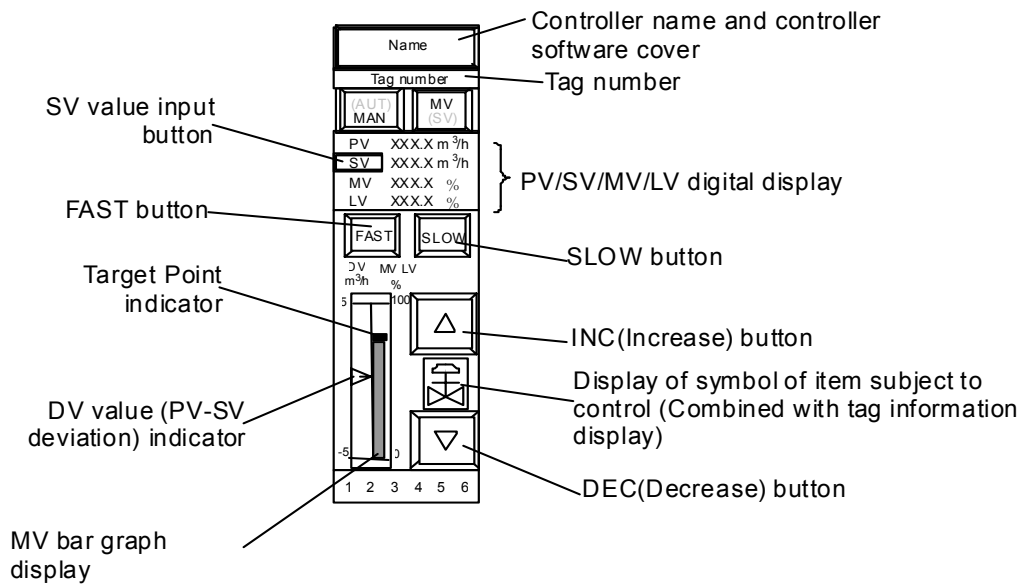 Controller name and controller
software cover
Name
Tag number
Tag number
SV value input
button
(AUT)
MAN
MV
(SV)
PV XXX.X m³/h
SV XXX.X m³/h
MV XXX.X %
LV XXX.X %
PV/SV/MV/LV digital display
FAST button
FAST
SLOW
SLOW button
Target Point
indicator
DV MV LV
m³/h %
5 100
INC(Increase) button
Display of symbol of item subject to
control (Combined with tag information
display)
DV value (PV-SV
deviation) indicator
-5 0
DEC(Decrease) button
1 2 3 4 5 6
MV bar graph
display